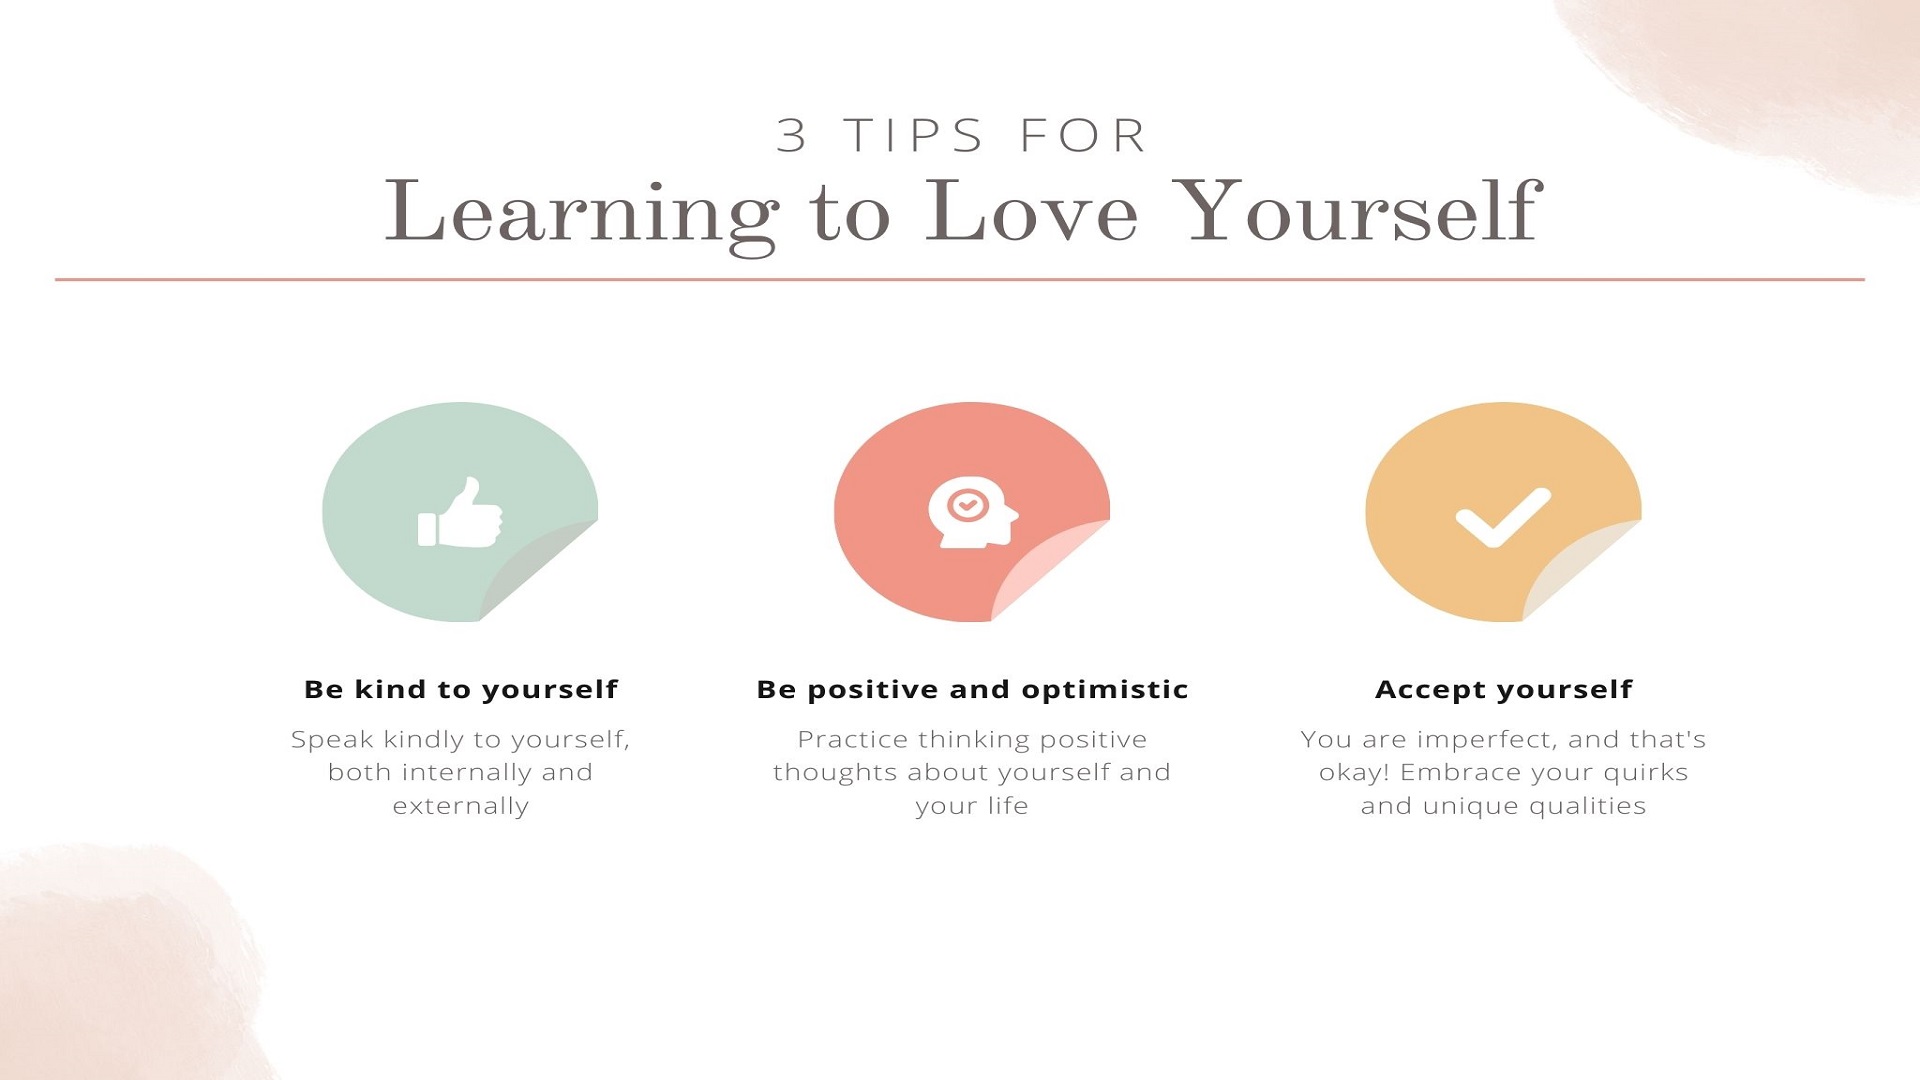 3 TIPS FOR
Learning to Love Yourself
Be kind to yourself
Speak kindly to yourself,
both internally and
externally
Be positive and optimistic
Practice thinking positive
thoughts about yourself and
your life
Accept yourself
You are imperfect, and that's
okay! Embrace your quirks
and unique qualities